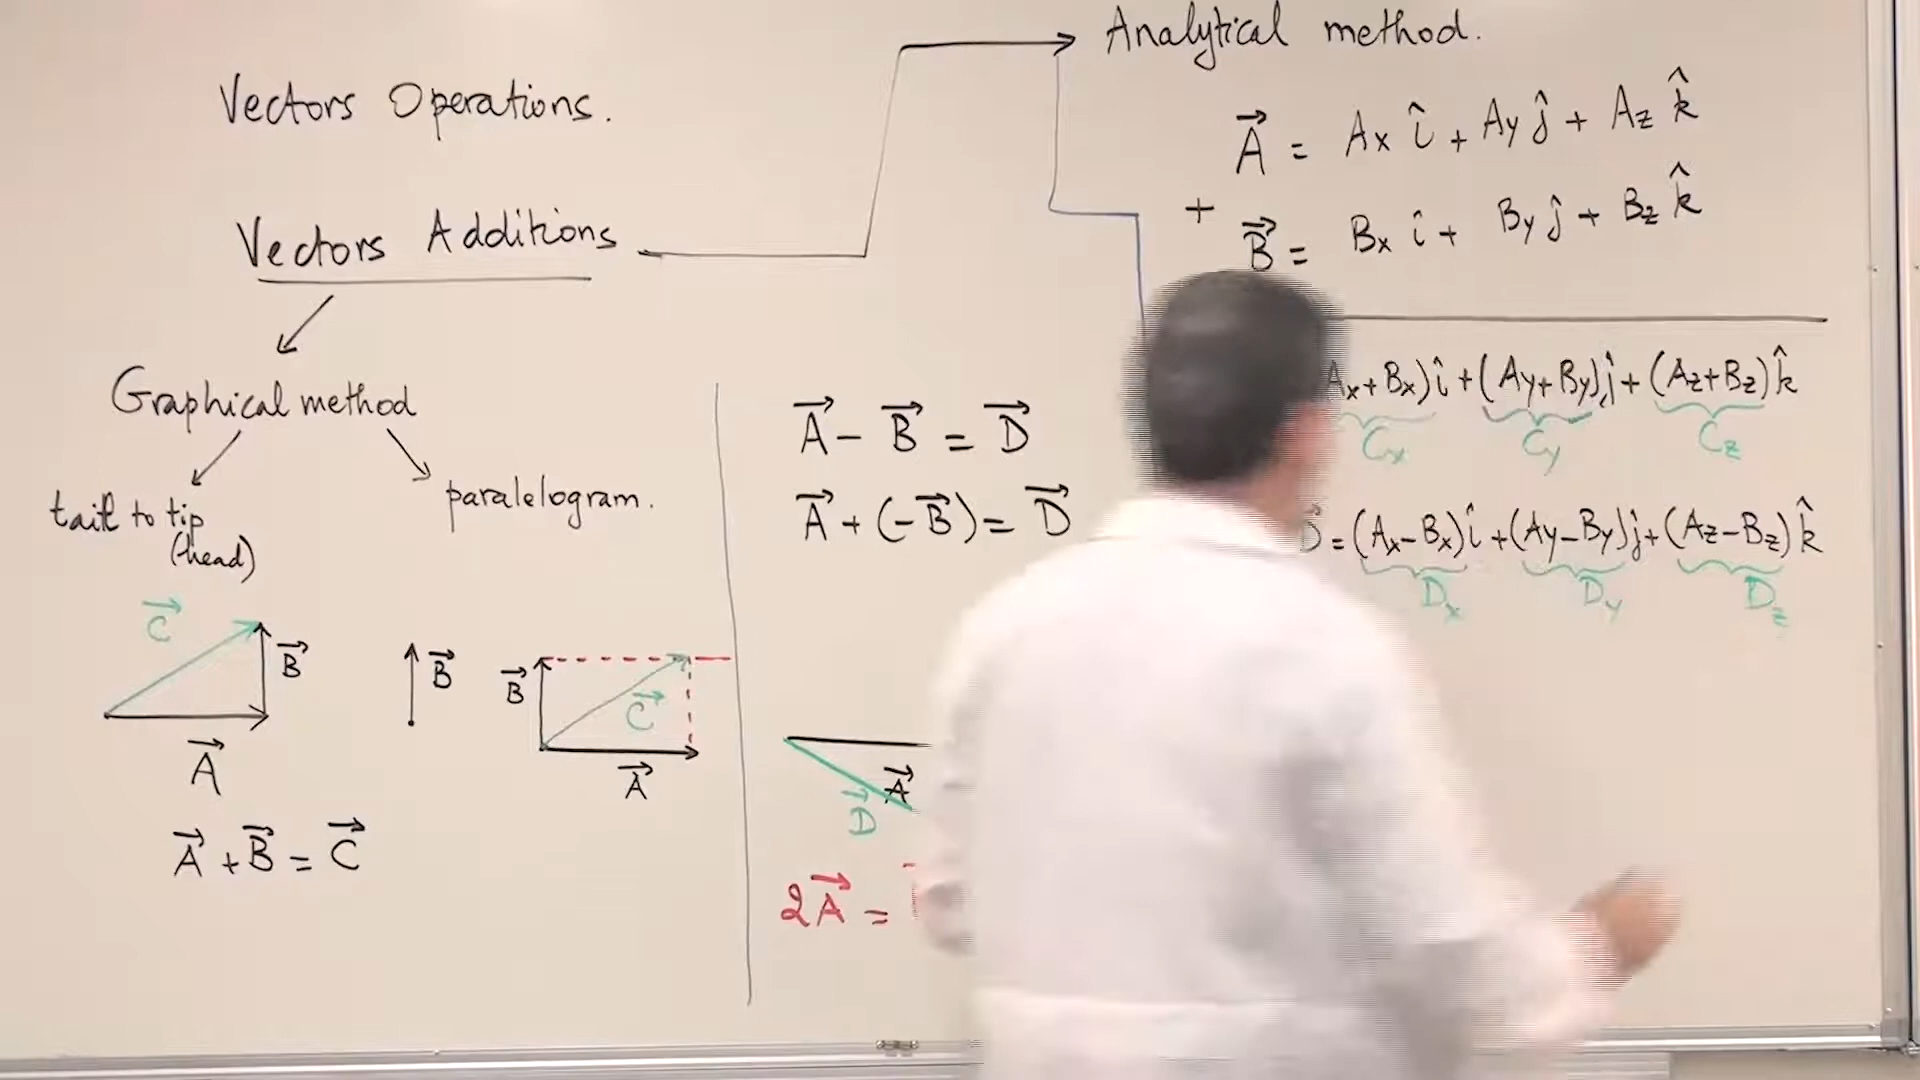 Vectors Operations.
Vectors Additions
Graphical method
tail to tip
(head)
paralelogram.
C⃗
B⃗
A⃗
B⃗
B⃗
C⃗
A⃗
A⃗ + B⃗ = C⃗
A⃗ - B⃗ = D⃗
A⃗ + (-B⃗) = D⃗
A⃗
D⃗
2A⃗ =
Analytical method.
A⃗ = Ax î + Ay ĵ + Az k̂
+
B⃗ = Bx î + By ĵ + Bz k̂
Ax+Bx) î + (Ay+By) ĵ + (Az+Bz) k̂
Cx Cy Cz
D⃗ = (Ax-Bx) î + (Ay-By) ĵ + (Az-Bz) k̂
Dx Dy Dz